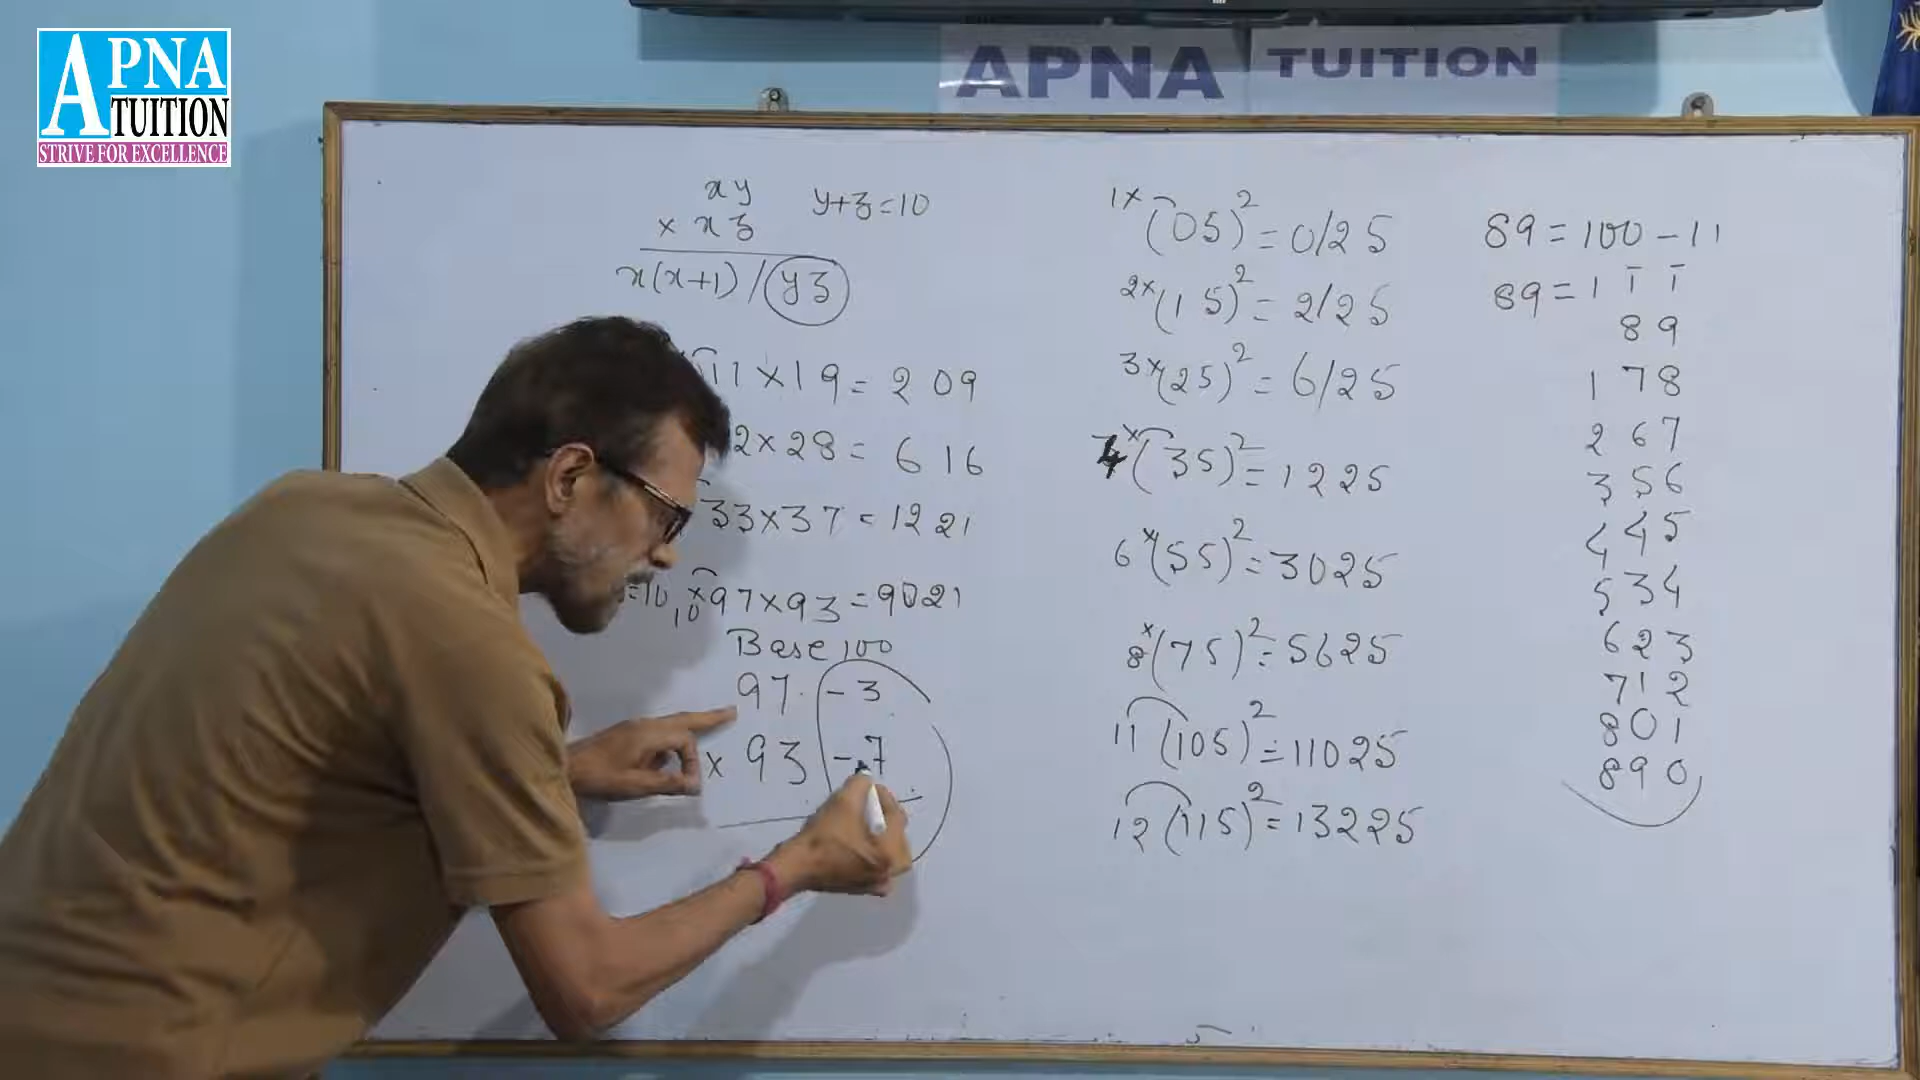 APNA
TUITION
STRIVE FOR EXCELLENCE
APNA TUITION
xy y+z=10
× xz
x(x+1)/yz
11×19= 209
2×28= 616
33×37= 1221
=10 10×97×93=9021
Base 100
97 -3
× 93 -7
1×(05)²=0/25
2×(15)²=2/25
3×(25)²=6/25
4×(35)²=1225
6×(55)²=3025
8×(75)²=5625
11(105)²=11025
12(115)²=13225
89=100-11
89=11̅1̅
89
178
267
356
445
534
623
712
801
890